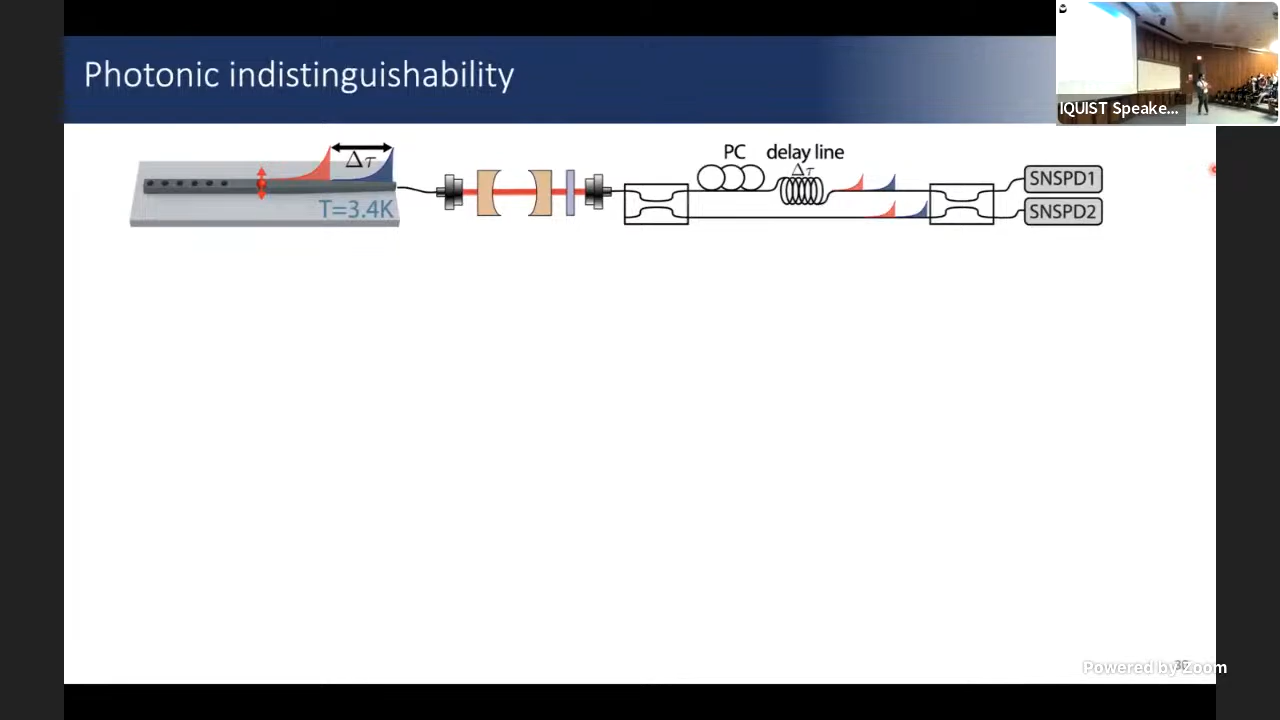 Photonic indistinguishability
IQUIST Speake...
Δτ
T=3.4K
PC
delay line
Δτ
SNSPD1
SNSPD2
Powered by Zoom